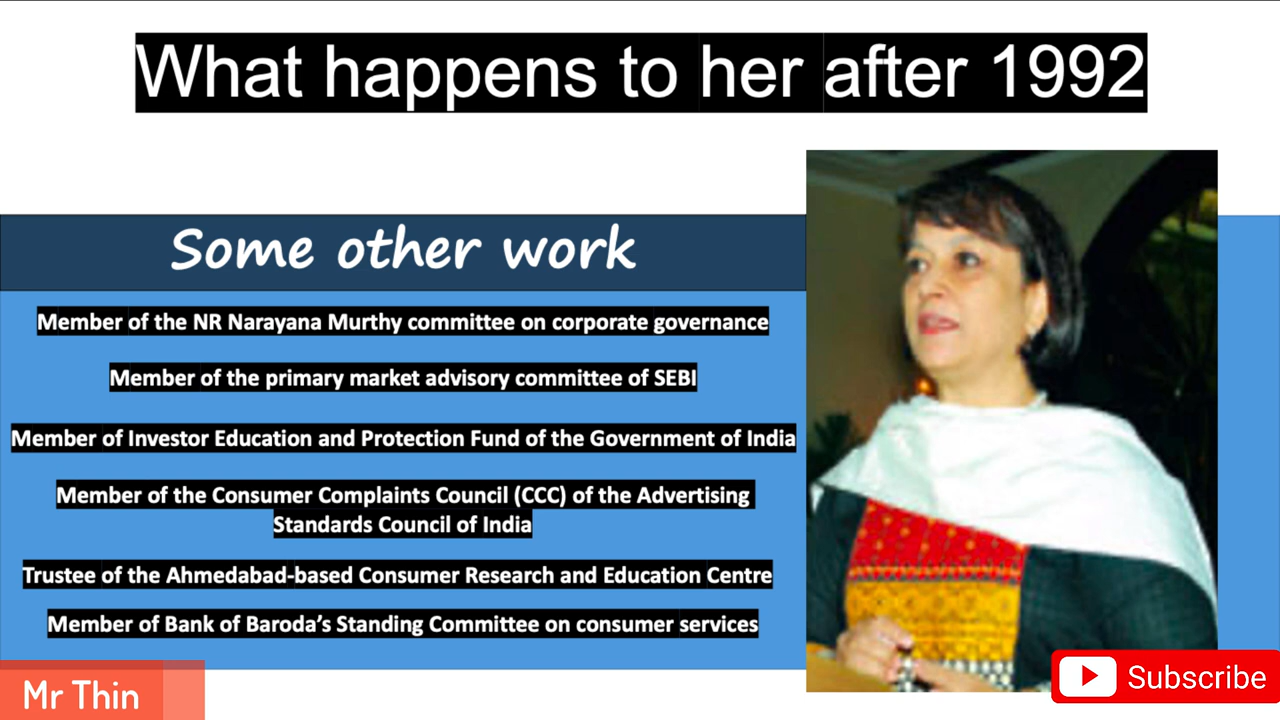 What happens to her after 1992
Some other work
Member of the NR Narayana Murthy committee on corporate governance
Member of the primary market advisory committee of SEBI
Member of Investor Education and Protection Fund of the Government of India
Member of the Consumer Complaints Council (CCC) of the Advertising
Standards Council of India
Trustee of the Ahmedabad-based Consumer Research and Education Centre
Member of Bank of Baroda’s Standing Committee on consumer services
Mr Thin
Subscribe